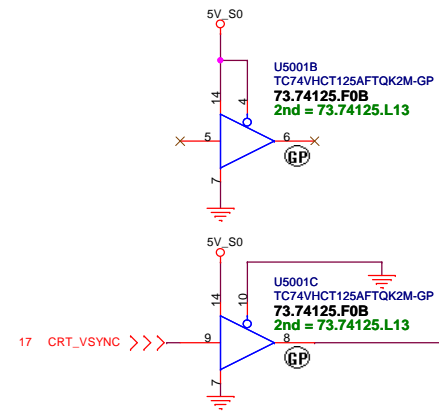 5V_S0
U5001B
TC74VHCT125AFTQK2M-GP
73.74125.F0B
2nd = 73.74125.L13
14
4
5
6
GP
7
5V_S0
U5001C
TC74VHCT125AFTQK2M-GP
73.74125.F0B
2nd = 73.74125.L13
14
10
17 CRT_VSYNC
9
8
GP
7